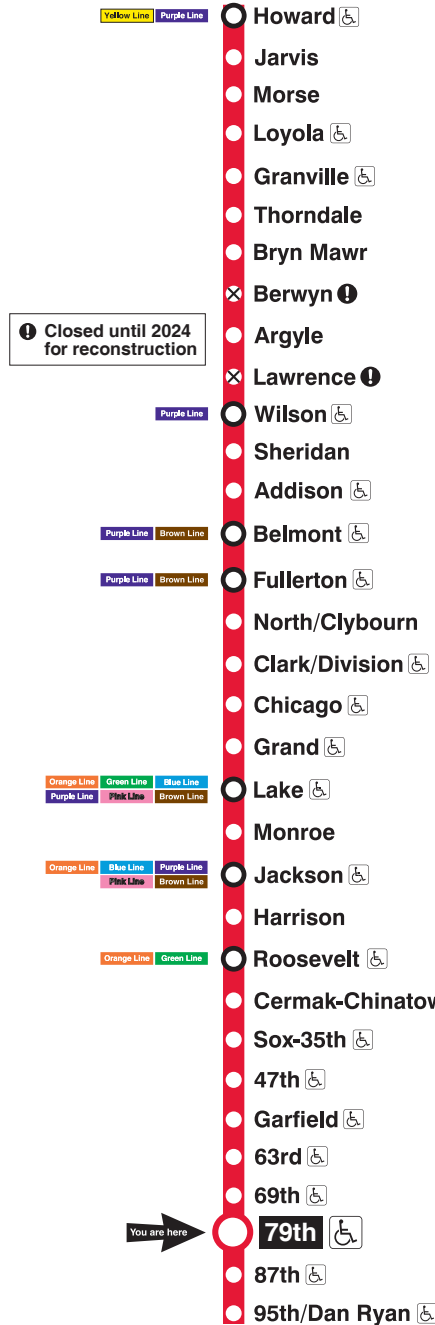 Yellow Line Purple Line Howard
Jarvis
Morse
Loyola
Granville
Thorndale
Bryn Mawr
Berwyn !
! Closed until 2024
for reconstruction
Argyle
Lawrence !
Purple Line Wilson
Sheridan
Addison
Purple Line Brown Line Belmont
Purple Line Brown Line Fullerton
North/Clybourn
Clark/Division
Chicago
Grand
Orange Line Green Line Blue Line
Purple Line Pink Line Brown Line
Lake
Monroe
Orange Line Blue Line Purple Line
Pink Line Brown Line
Jackson
Harrison
Orange Line Green Line Roosevelt
Cermak-Chinatow
Sox-35th
47th
Garfield
63rd
69th
You are here 79th
87th
95th/Dan Ryan